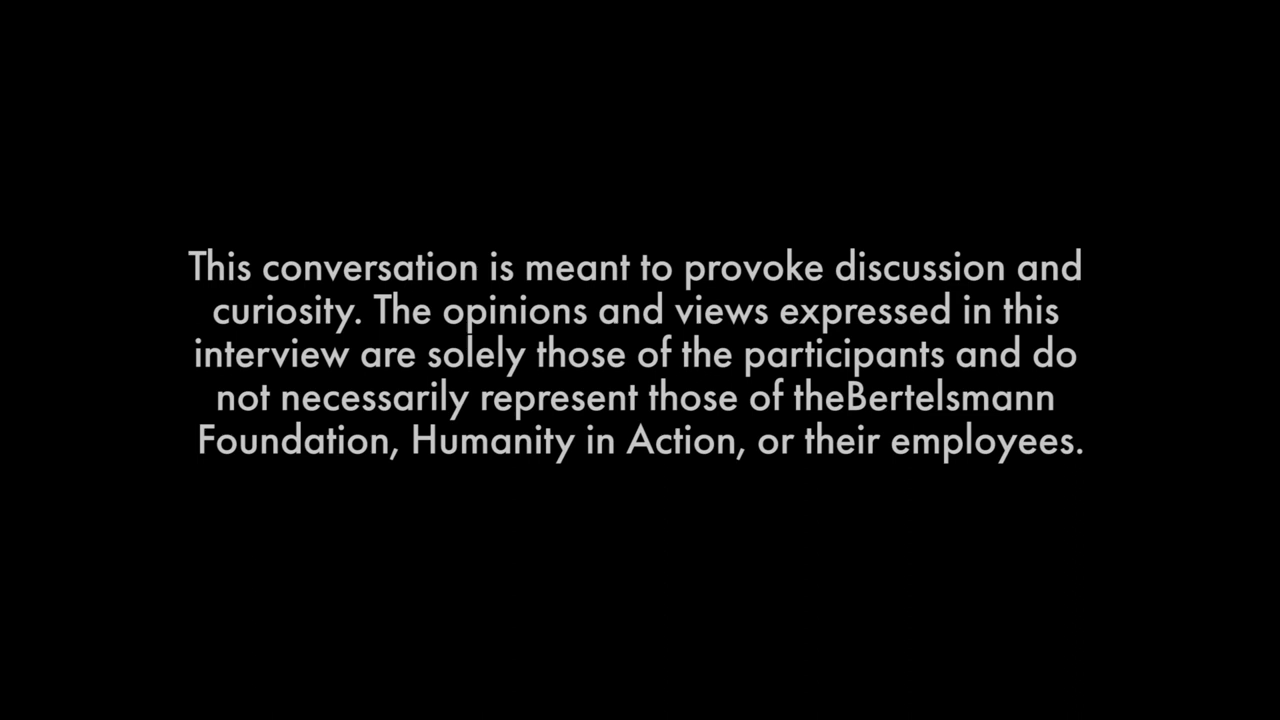 This conversation is meant to provoke discussion and
curiosity. The opinions and views expressed in this
interview are solely those of the participants and do
not necessarily represent those of theBertelsmann
Foundation, Humanity in Action, or their employees.